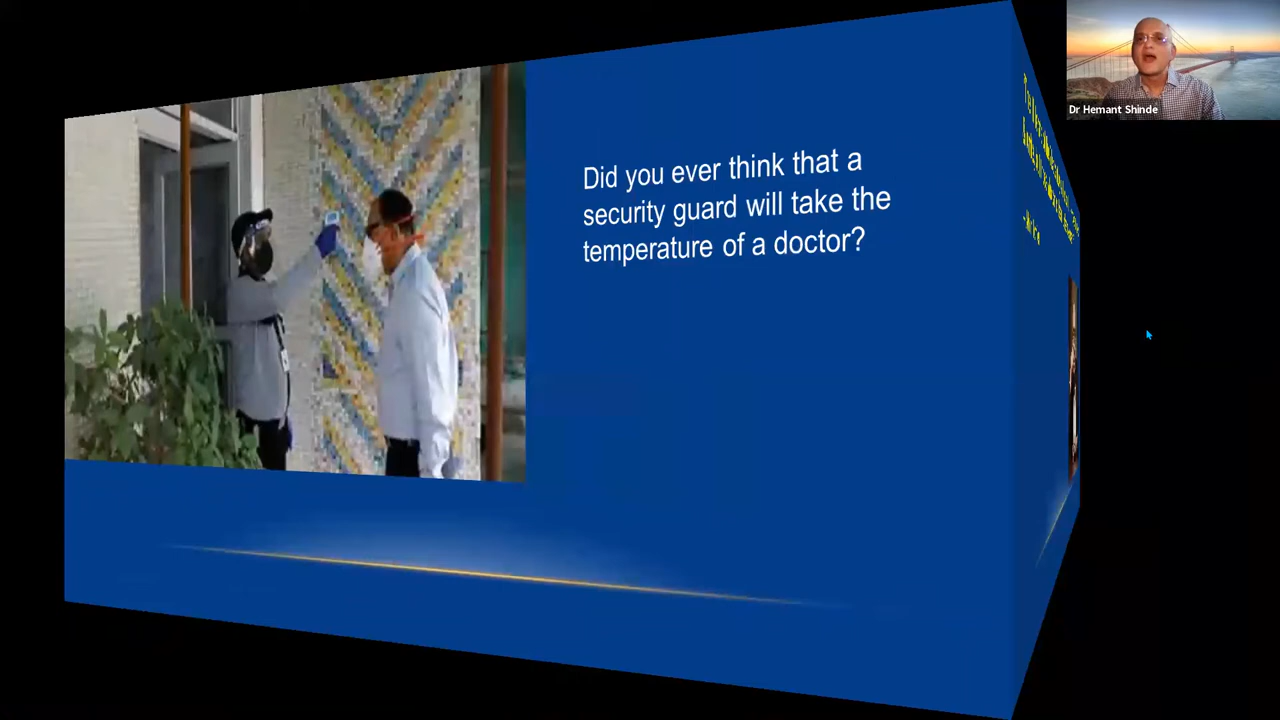 Did you ever think that a
security guard will take the
temperature of a doctor?
Dr Hemant Shinde